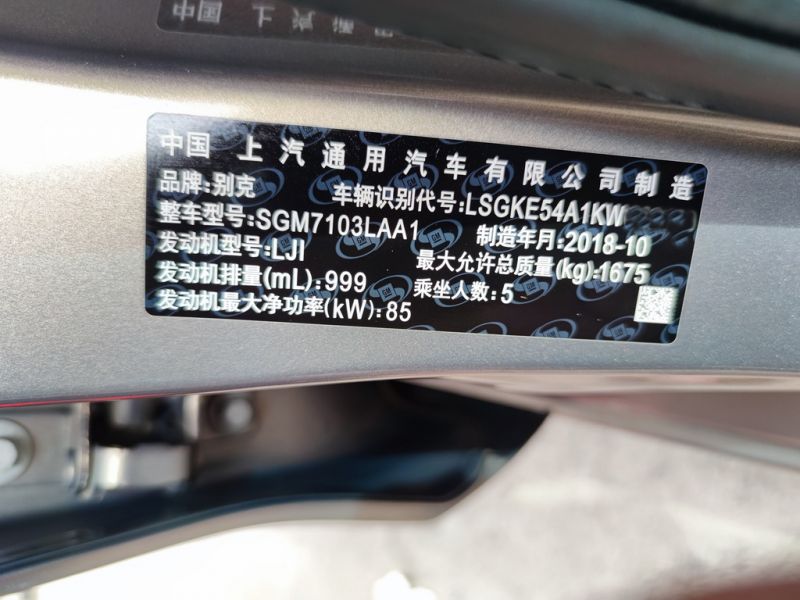 中国 上汽通用汽车有限公司制造
品牌:别克 车辆识别代号:LSGKE54A1KW
整车型号:SGM7103LAA1 制造年月:2018-10
发动机型号:LJI 最大允许总质量(kg):1675
发动机排量(mL):999 乘坐人数:5
发动机最大净功率(kW):85